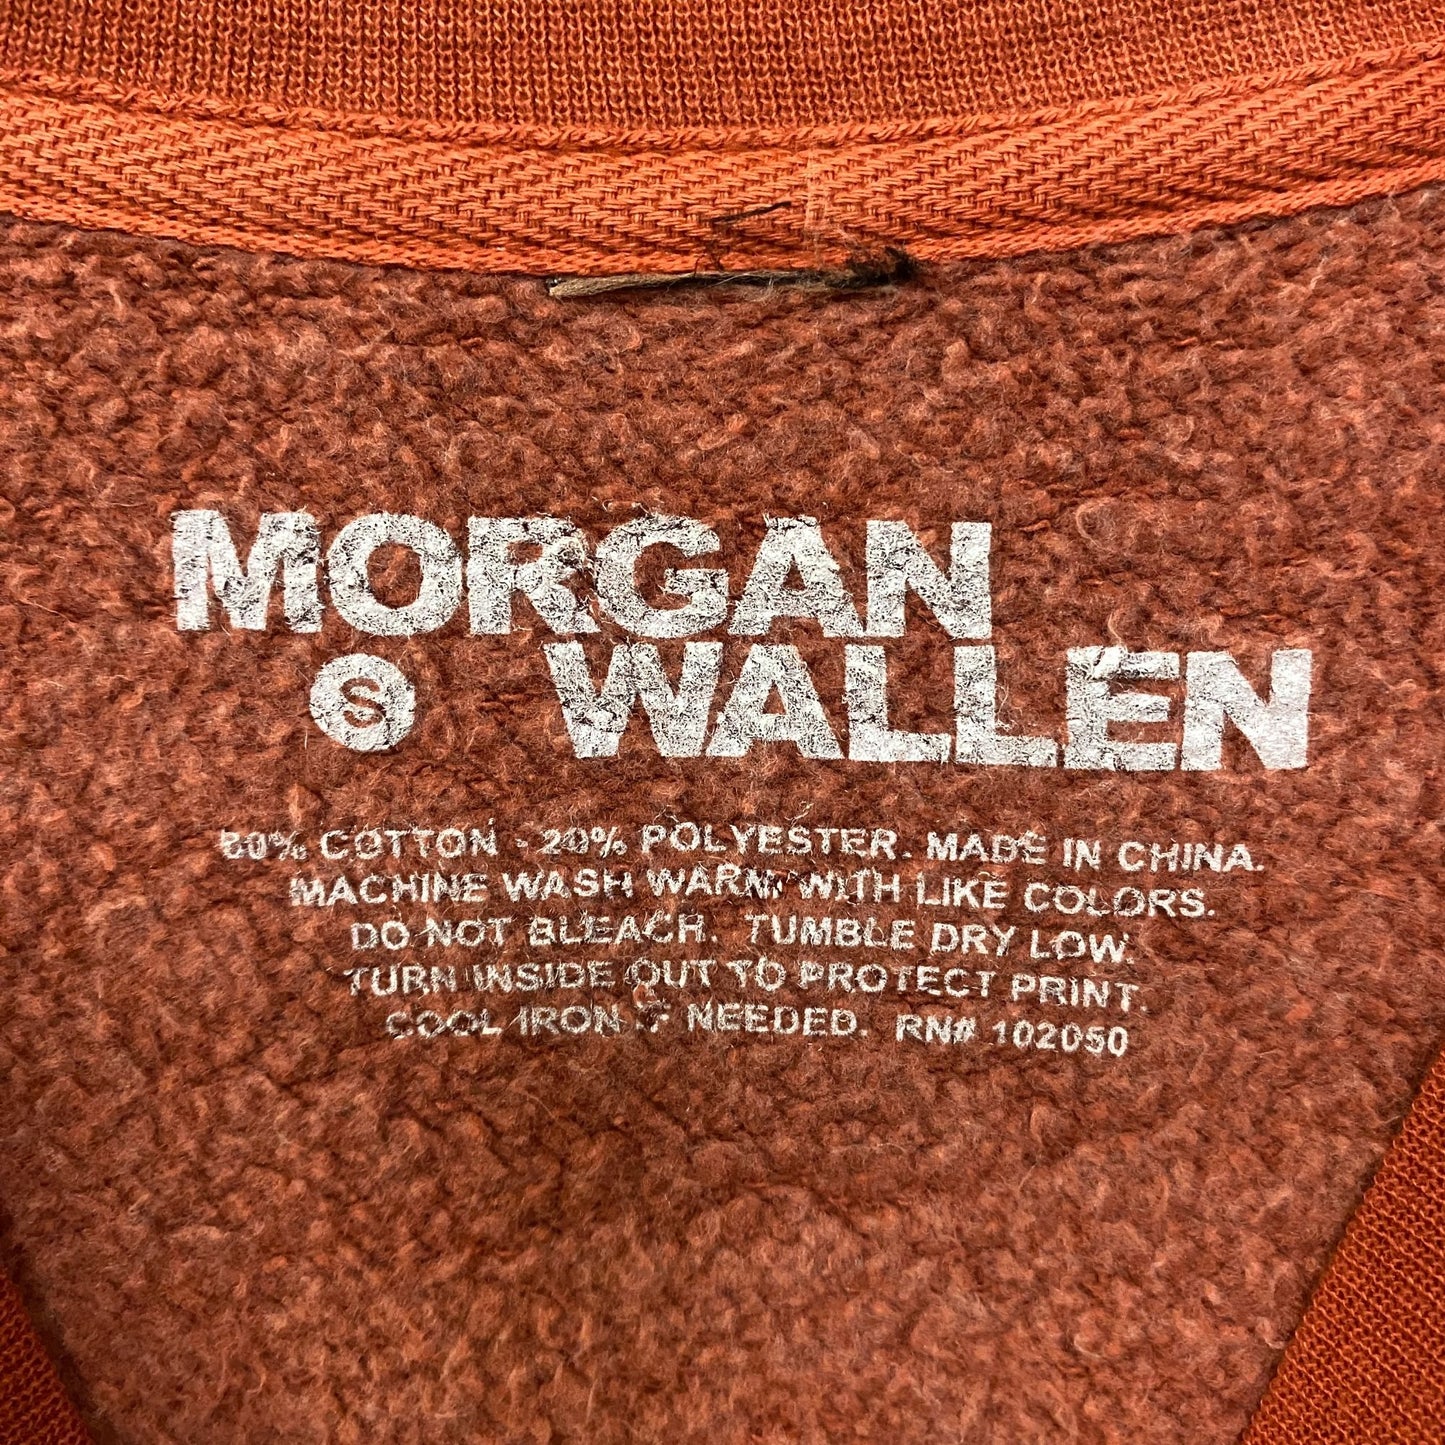 MORGAN
S WALLEN
80% COTTON - 20% POLYESTER. MADE IN CHINA.
MACHINE WASH WARM WITH LIKE COLORS.
DO NOT BLEACH. TUMBLE DRY LOW.
TURN INSIDE OUT TO PROTECT PRINT.
COOL IRON IF NEEDED. RN# 102050